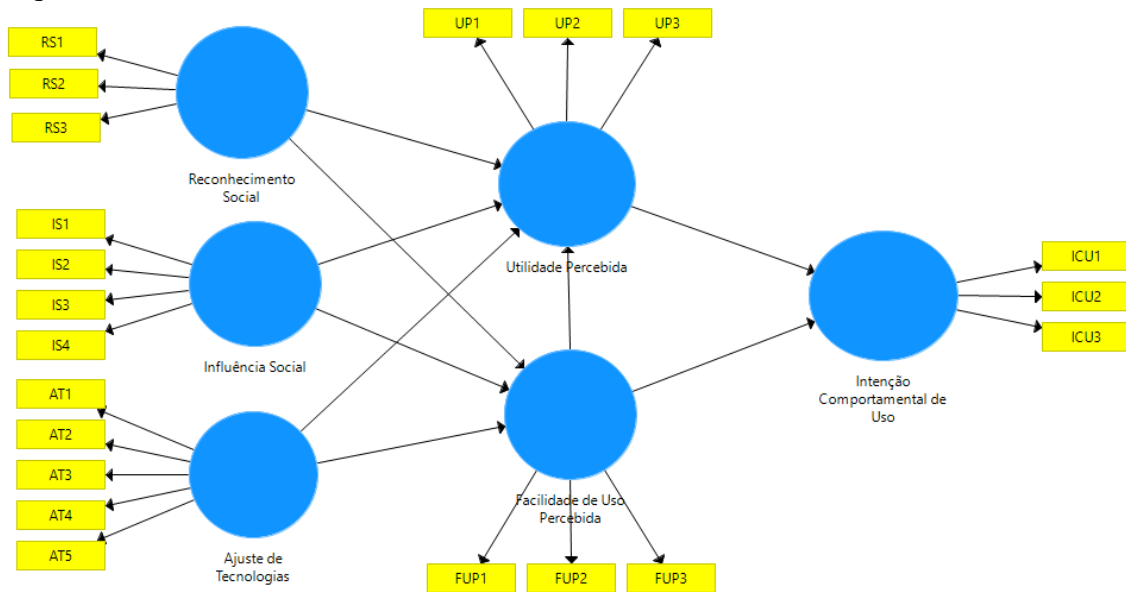 UP1
UP2
UP3
RS1
RS2
RS3
Reconhecimento
Social
IS1
IS2
IS3
IS4
Influência Social
Utilidade Percebida
ICU1
ICU2
ICU3
Intenção
Comportamental de
Uso
AT1
AT2
AT3
AT4
AT5
Ajuste de
Tecnologias
Facilidade de Uso
Percebida
FUP1
FUP2
FUP3